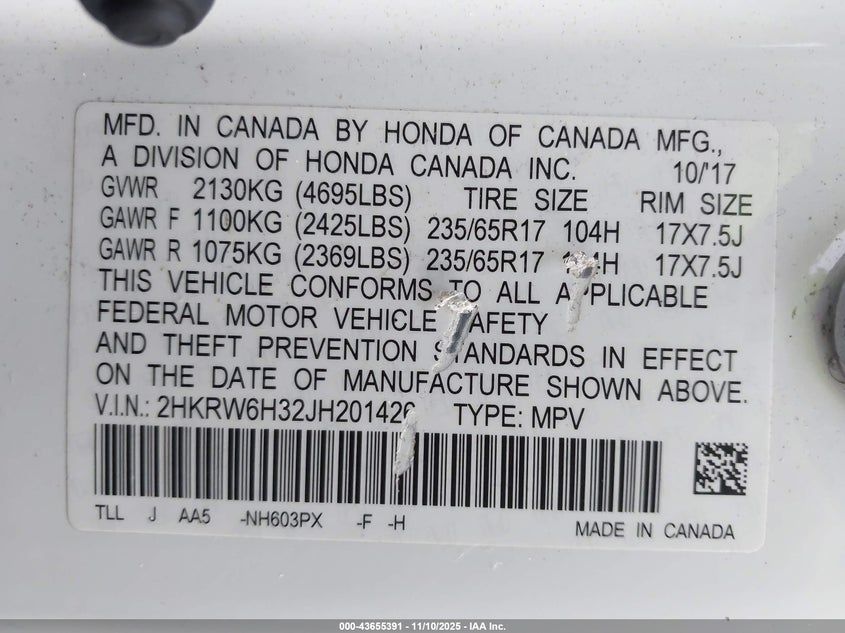 MFD. IN CANADA BY HONDA OF CANADA MFG.,
A DIVISION OF HONDA CANADA INC. 10/'17
GVWR 2130KG (4695LBS) TIRE SIZE RIM SIZE
GAWR F 1100KG (2425LBS) 235/65R17 104H 17X7.5J
GAWR R 1075KG (2369LBS) 235/65R17 17X7.5J
THIS VEHICLE CONFORMS TO ALL APPLICABLE
FEDERAL MOTOR VEHICLE SAFETY
AND THEFT PREVENTION STANDARDS IN EFFECT
ON THE DATE OF MANUFACTURE SHOWN ABOVE.
V.I.N.: 2HKRW6H32JH201426 TYPE: MPV
TLL J AA5 -NH603PX -F -H MADE IN CANADA
000-43655391 - 11/10/2025 - IAA Inc.